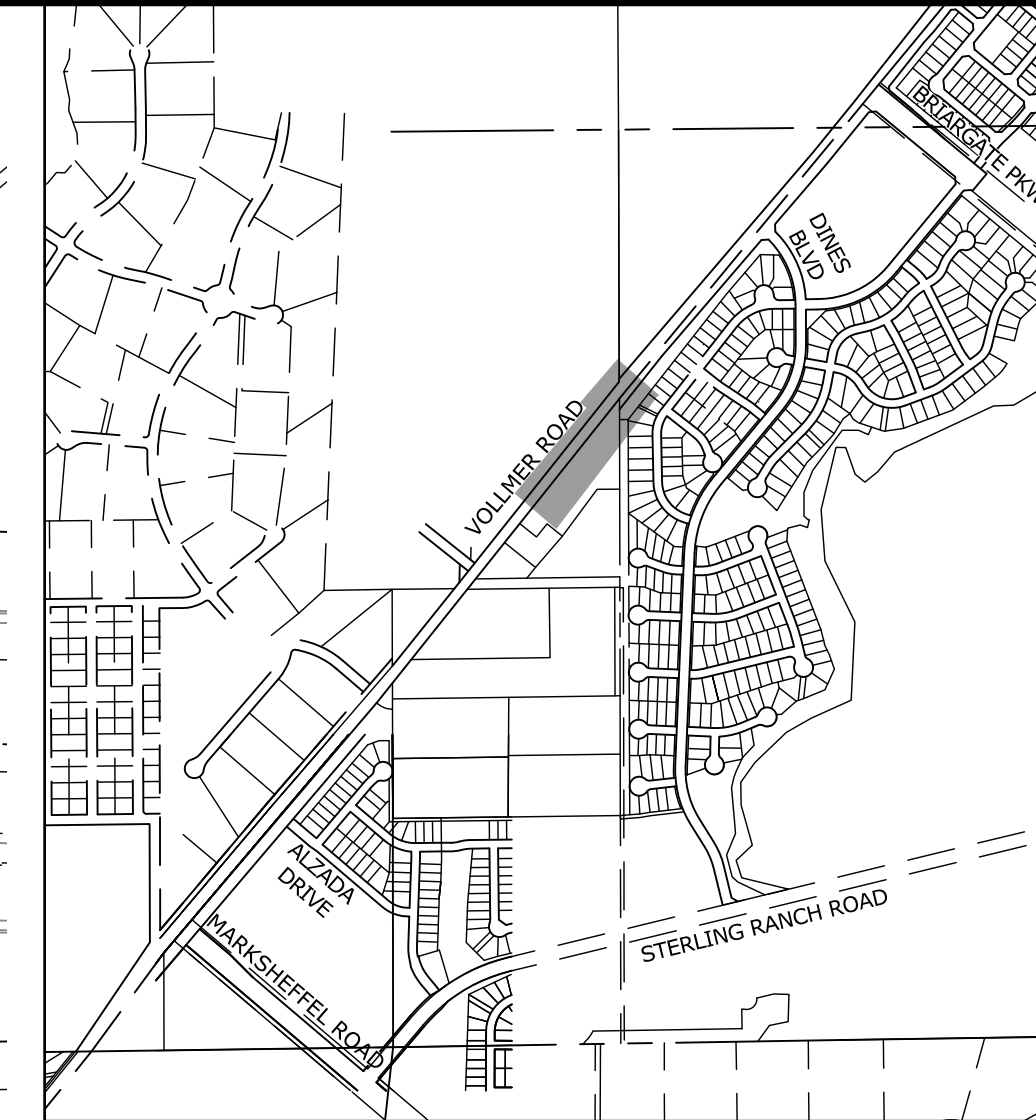 BRIARGATE PKW
DINES
BLVD
VOLLMER ROAD
ALZADA
DRIVE
STERLING RANCH ROAD
MARKSHEFFEL ROAD